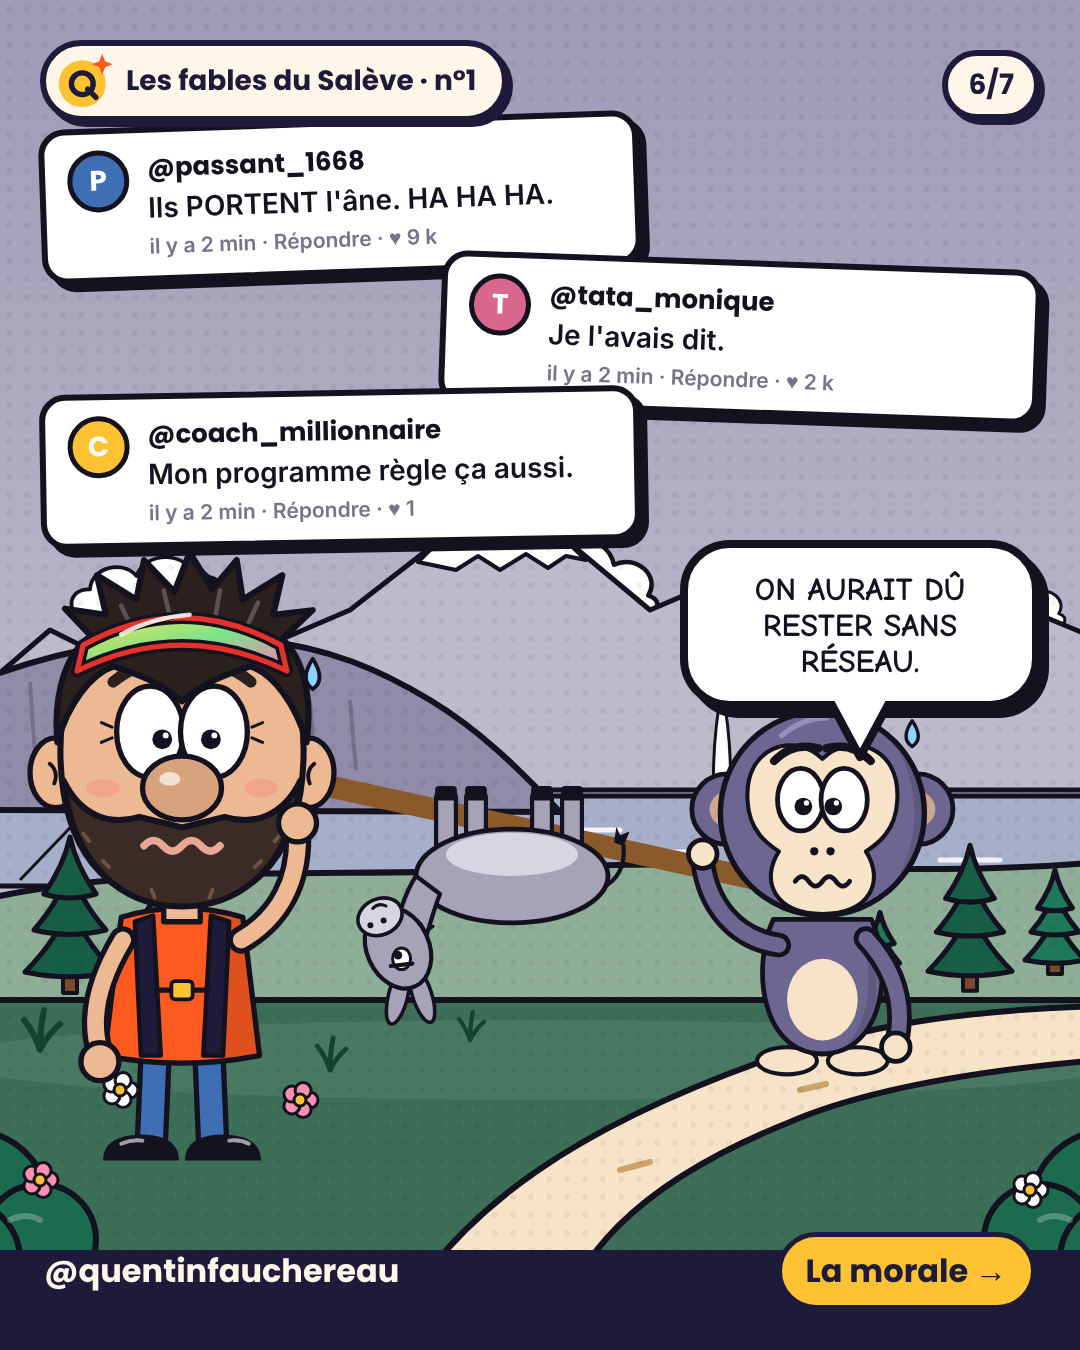 Q Les fables du Salève · n°1
6/7
P
@passant_1668
Ils PORTENT l'âne. HA HA HA.
il y a 2 min · Répondre · ♥ 9 k
T
@tata_monique
Je l'avais dit.
il y a 2 min · Répondre · ♥ 2 k
C
@coach_millionnaire
Mon programme règle ça aussi.
il y a 2 min · Répondre · ♥ 1
ON AURAIT DÛ
RESTER SANS
RÉSEAU.
@quentinfauchereau
La morale →